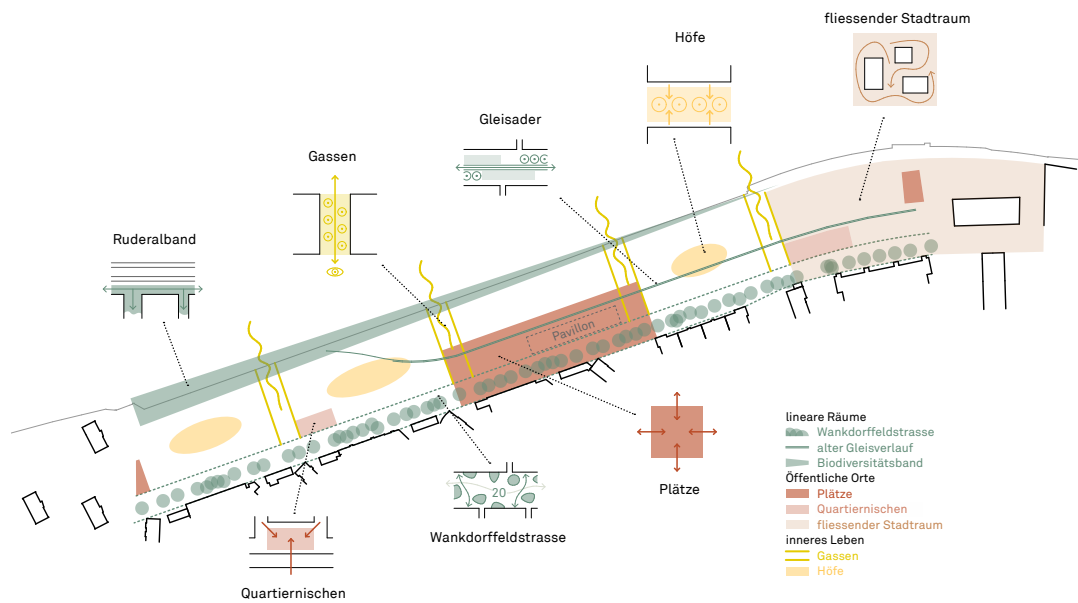 fliessender Stadtraum
Höfe
Gleisader
Gassen
Ruderalband
Pavillon
Plätze
20
Wankdorffeldstrasse
Quartiernischen
lineare Räume
Wankdorffeldstrasse
alter Gleisverlauf
Biodiversitätsband
Öffentliche Orte
Plätze
Quartiernischen
fliessender Stadtraum
inneres Leben
Gassen
Höfe